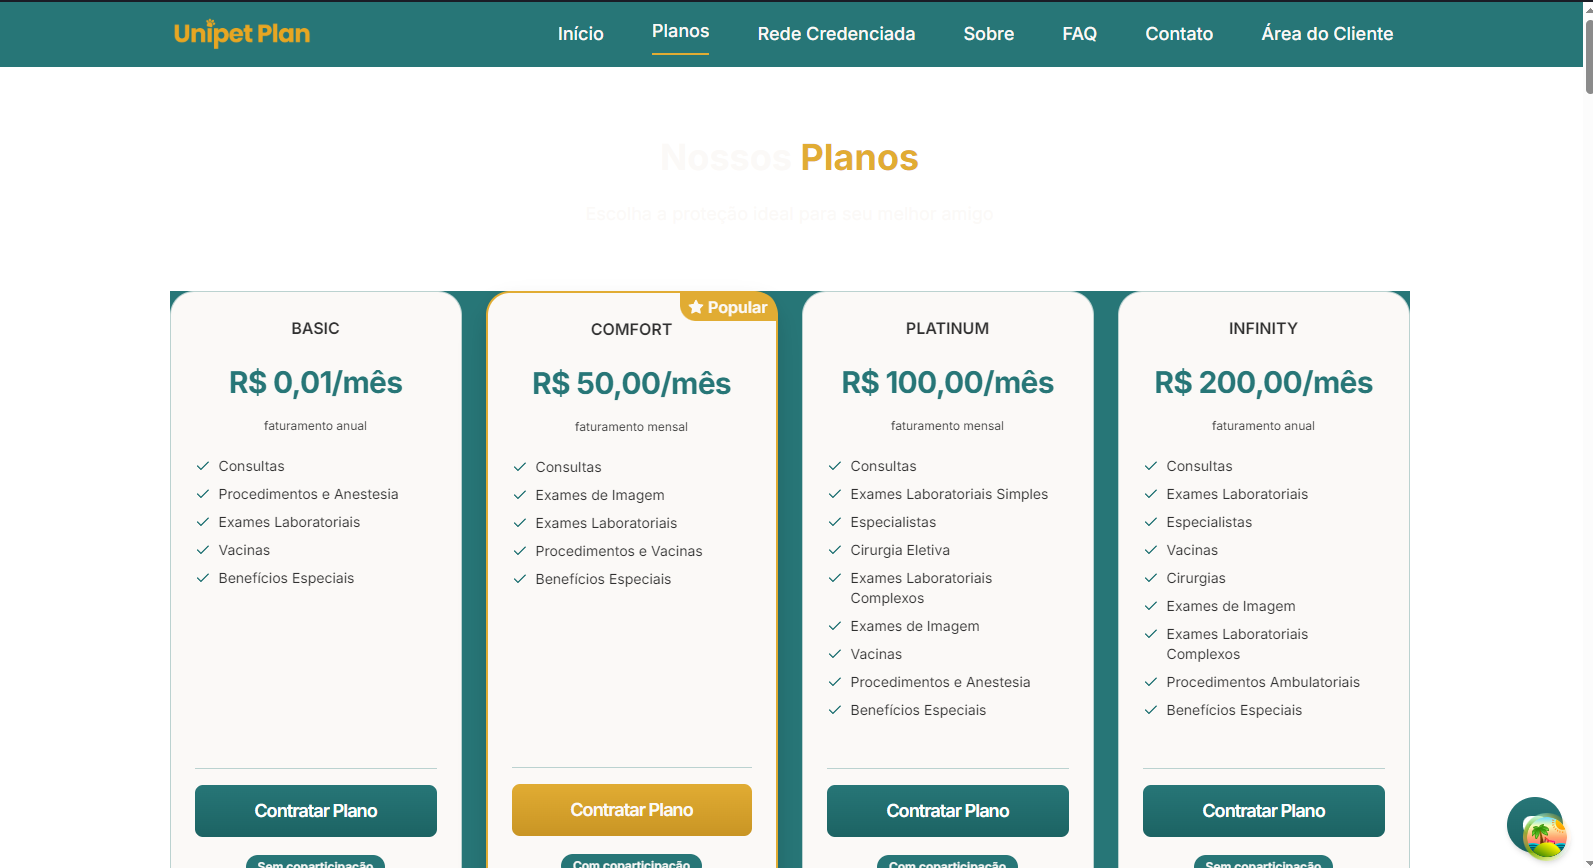 Unipet Plan
Início Planos Rede Credenciada Sobre FAQ Contato Área do Cliente
Nossos Planos
Escolha a proteção ideal para seu melhor amigo
BASIC
R$ 0,01/mês
faturamento anual
Consultas
Procedimentos e Anestesia
Exames Laboratoriais
Vacinas
Benefícios Especiais
Contratar Plano
Sem coparticipação
Popular
COMFORT
R$ 50,00/mês
faturamento mensal
Consultas
Exames de Imagem
Exames Laboratoriais
Procedimentos e Vacinas
Benefícios Especiais
Contratar Plano
Com coparticipação
PLATINUM
R$ 100,00/mês
faturamento mensal
Consultas
Exames Laboratoriais Simples
Especialistas
Cirurgia Eletiva
Exames Laboratoriais
Complexos
Exames de Imagem
Vacinas
Procedimentos e Anestesia
Benefícios Especiais
Contratar Plano
Com coparticipação
INFINITY
R$ 200,00/mês
faturamento anual
Consultas
Exames Laboratoriais
Especialistas
Vacinas
Cirurgias
Exames de Imagem
Exames Laboratoriais
Complexos
Procedimentos Ambulatoriais
Benefícios Especiais
Contratar Plano
Sem coparticipação